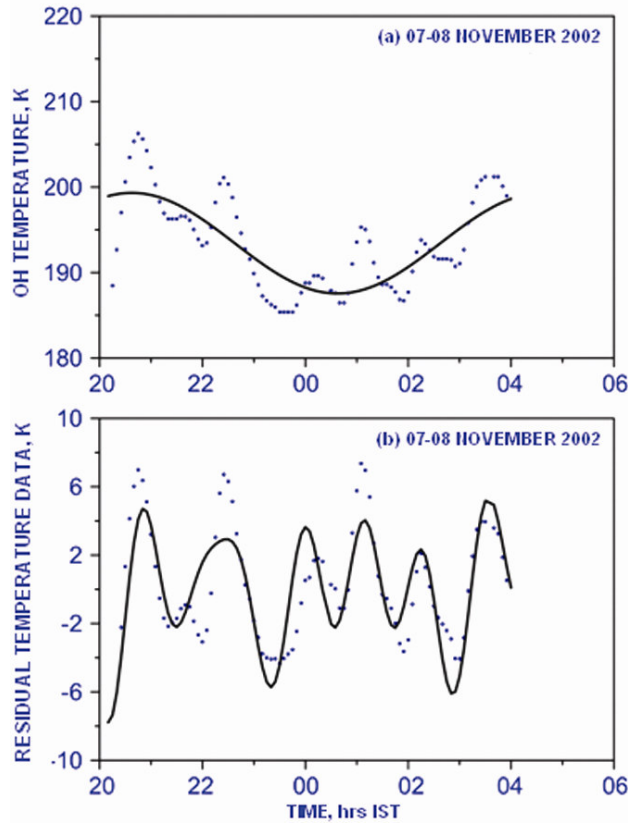 (a) 07-08 NOVEMBER 2002
OH TEMPERATURE, K
220
210
200
190
180
20 22 00 02 04 06
(b) 07-08 NOVEMBER 2002
RESIDUAL TEMPERATURE DATA, K
10
6
2
-2
-6
-10
20 22 00 02 04 06
TIME, hrs IST